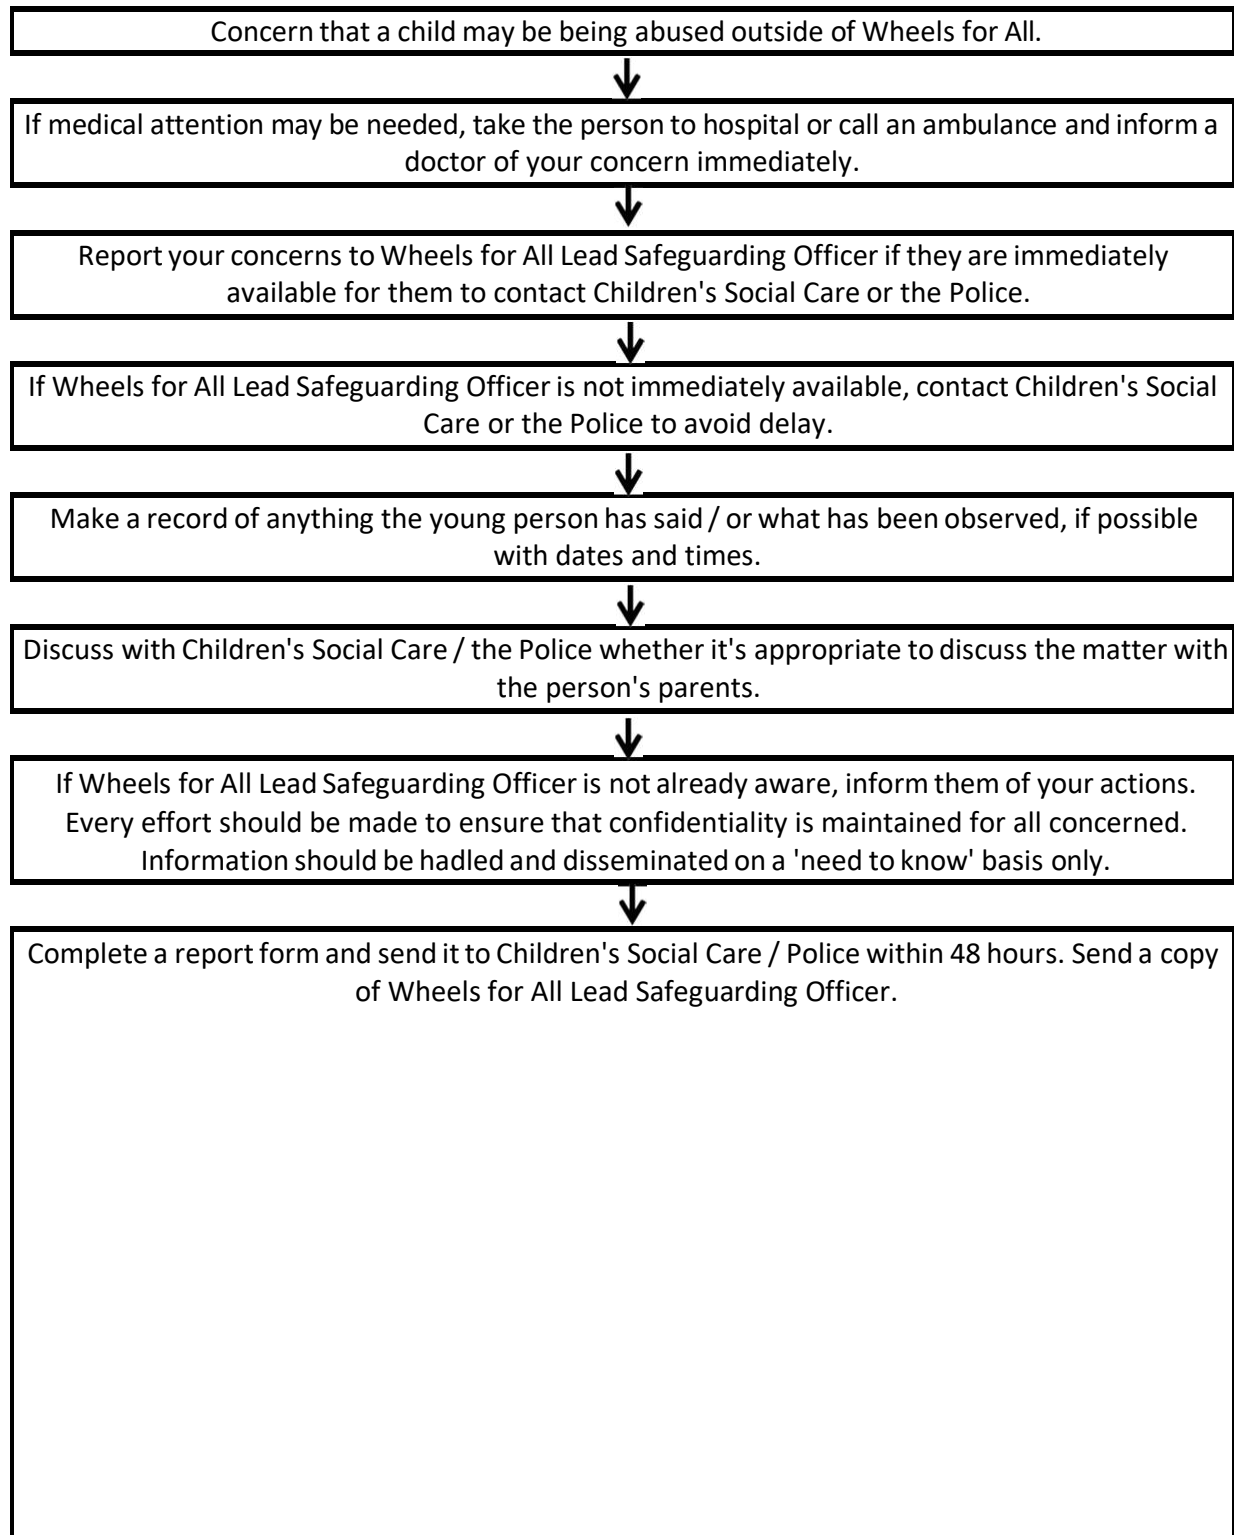 Concern that a child may be being abused outside of Wheels for All.
If medical attention may be needed, take the person to hospital or call an ambulance and inform a
doctor of your concern immediately.
Report your concerns to Wheels for All Lead Safeguarding Officer if they are immediately
available for them to contact Children's Social Care or the Police.
If Wheels for All Lead Safeguarding Officer is not immediately available, contact Children's Social
Care or the Police to avoid delay.
Make a record of anything the young person has said / or what has been observed, if possible
with dates and times.
Discuss with Children's Social Care / the Police whether it's appropriate to discuss the matter with
the person's parents.
If Wheels for All Lead Safeguarding Officer is not already aware, inform them of your actions.
Every effort should be made to ensure that confidentiality is maintained for all concerned.
Information should be hadled and disseminated on a 'need to know' basis only.
Complete a report form and send it to Children's Social Care / Police within 48 hours. Send a copy
of Wheels for All Lead Safeguarding Officer.